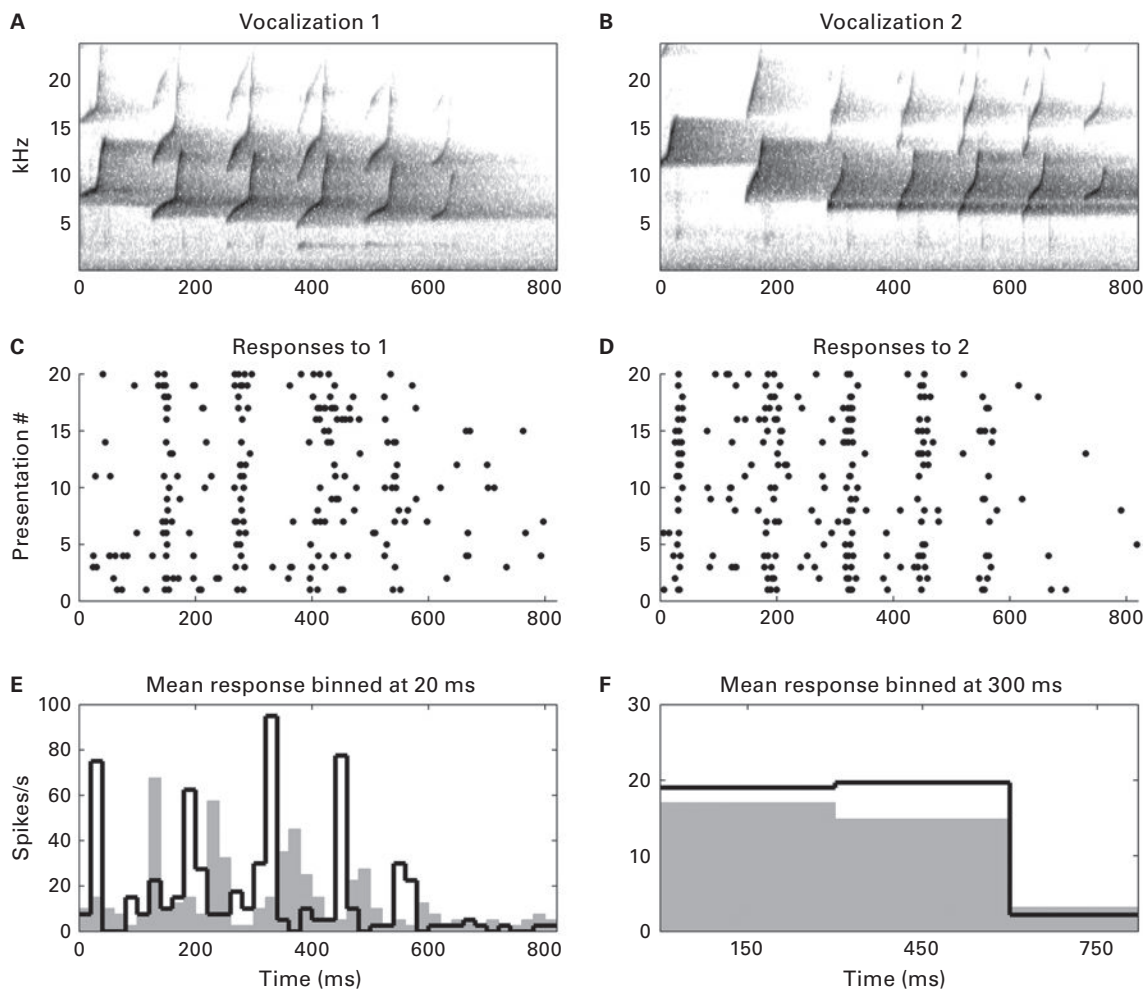 A Vocalization 1
kHz
20
15
10
5
0 200 400 600 800
B Vocalization 2
20
15
10
5
0 200 400 600 800
C Responses to 1
Presentation #
20
15
10
5
0
0 200 400 600 800
D Responses to 2
20
15
10
5
0
0 200 400 600 800
E Mean response binned at 20 ms
Spikes/s
100
80
60
40
20
0
0 200 400 600 800
Time (ms)
F Mean response binned at 300 ms
30
20
10
0
150 450 750
Time (ms)